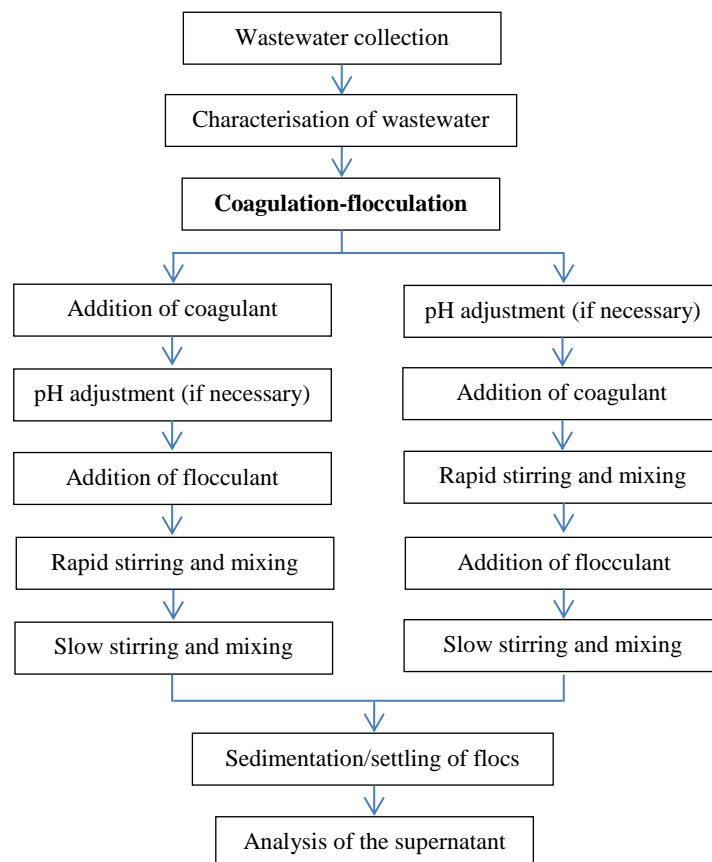 Wastewater collection
Characterisation of wastewater
Coagulation-flocculation
Addition of coagulant
pH adjustment (if necessary)
Addition of flocculant
Rapid stirring and mixing
Slow stirring and mixing
pH adjustment (if necessary)
Addition of coagulant
Rapid stirring and mixing
Addition of flocculant
Slow stirring and mixing
Sedimentation/settling of flocs
Analysis of the supernatant